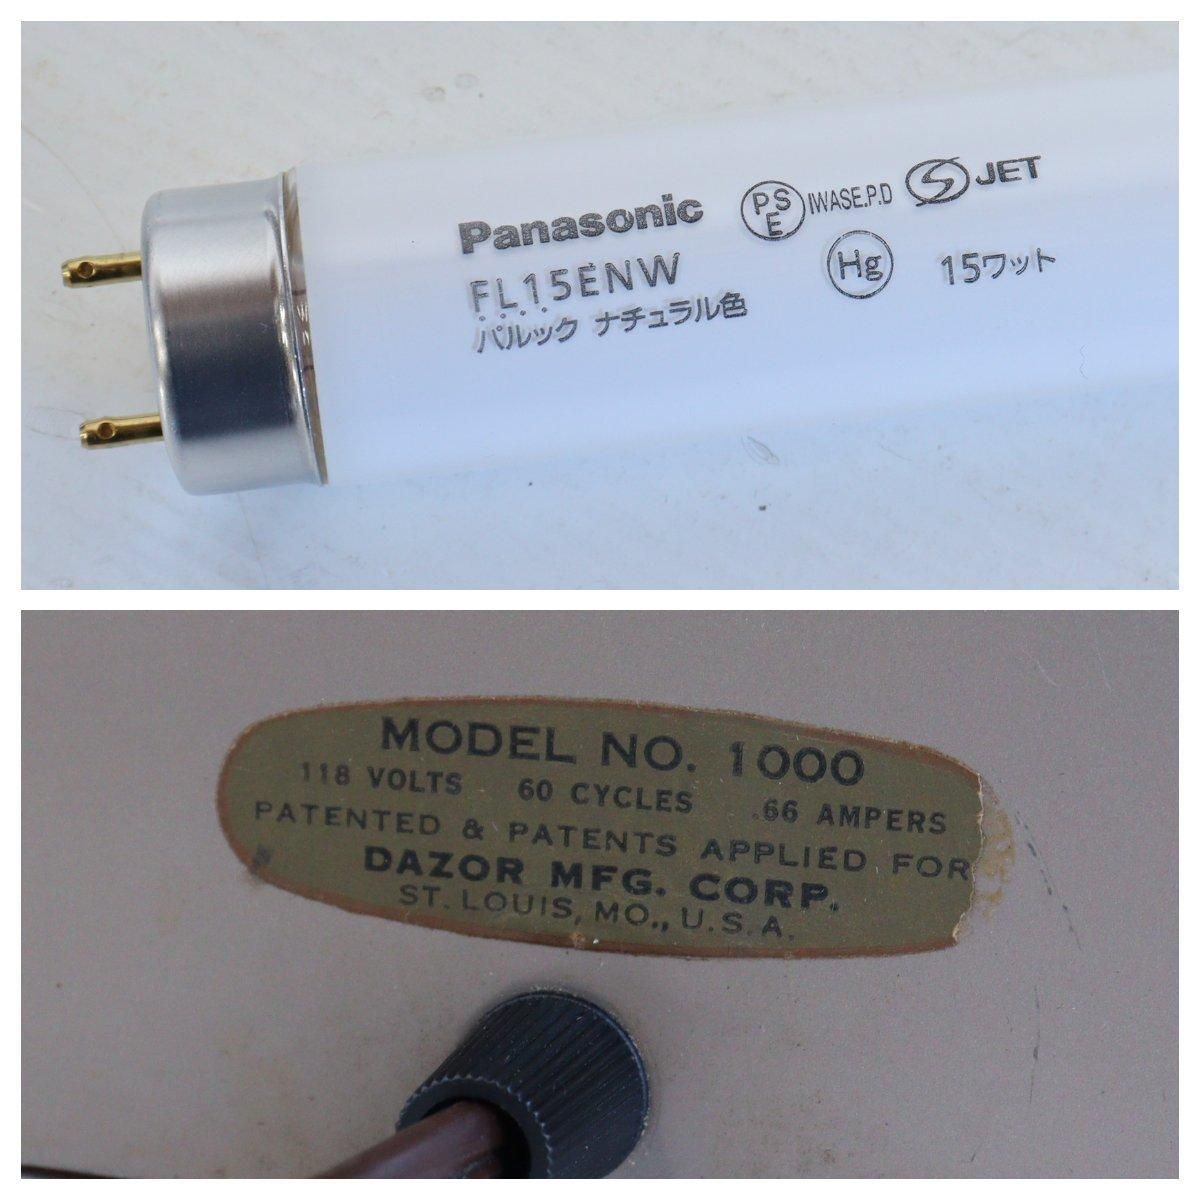 Panasonic PSE IWASE.P.D S JET
FL15ENW Hg 15ワット
パルック ナチュラル色
MODEL NO. 1000
118 VOLTS 60 CYCLES .66 AMPERS
PATENTED & PATENTS APPLIED FOR
DAZOR MFG. CORP.
ST. LOUIS, MO., U.S.A.